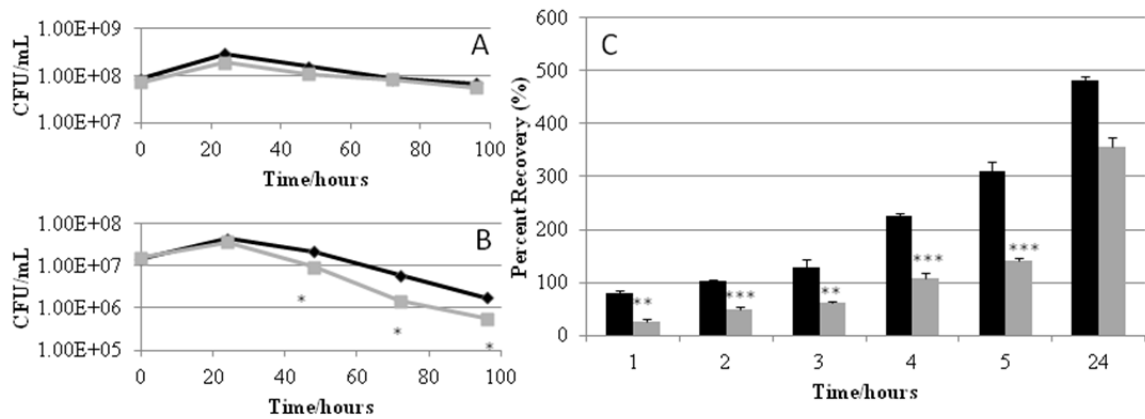 A
1.00E+09
1.00E+08
1.00E+07
CFU/mL
0 20 40 60 80 100
Time/hours
B
1.00E+08
1.00E+07
1.00E+06
1.00E+05
CFU/mL
* * *
0 20 40 60 80 100
Time/hours
C
600
500
400
300
200
100
0
Percent Recovery (%)
** *** ** *** ***
1 2 3 4 5 24
Time/hours